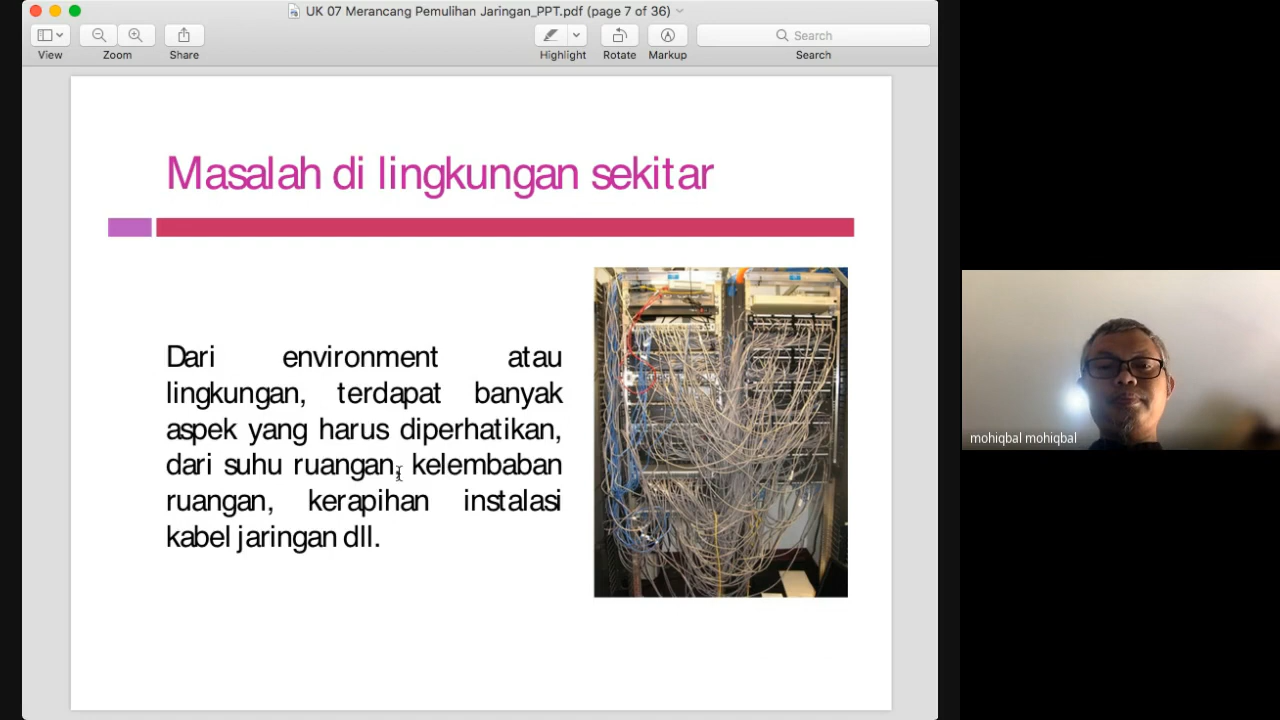 UK 07 Merancang Pemulihan Jaringan_PPT.pdf (page 7 of 36)
View
Zoom
Share
Highlight
Rotate
Markup
Search
Search
Masalah di lingkungan sekitar
Dari environment atau
lingkungan, terdapat banyak
aspek yang harus diperhatikan,
dari suhu ruangan, kelembaban
ruangan, kerapihan instalasi
kabel jaringan dll.
mohiqbal mohiqbal